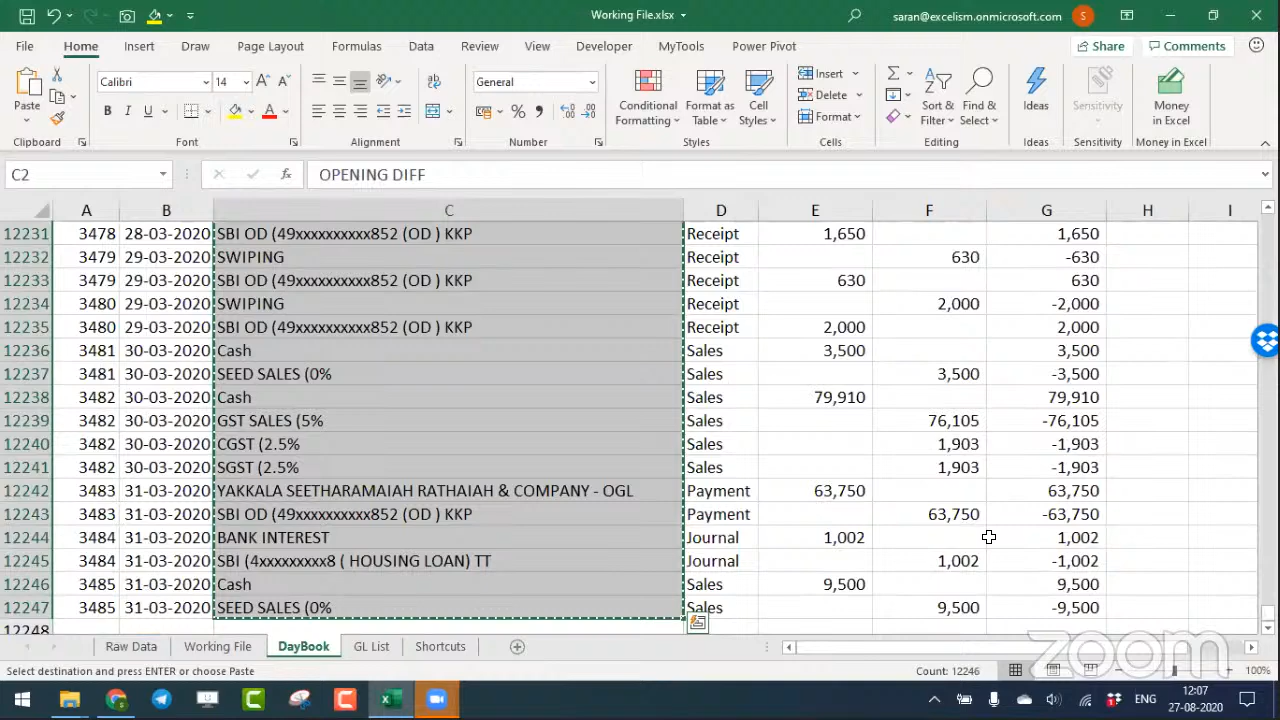 Working File.xlsx
saran@excelism.onmicrosoft.com
S
File Home Insert Draw Page Layout Formulas Data Review View Developer MyTools Power Pivot Share Comments
Paste
Clipboard
Calibri 14
B I U A
Font
Alignment
General
% ,
Number
Conditional Formatting
Format as Table
Cell Styles
Styles
Insert
Delete
Format
Cells
Sort & Filter
Find & Select
Editing
Ideas
Ideas
Sensitivity
Sensitivity
Money in Excel
Money in Excel
C2 fx OPENING DIFF
A B C D E F G H I
12231 3478 28-03-2020 SBI OD (49xxxxxxxxxx852 (OD ) KKP Receipt 1,650 1,650
12232 3479 29-03-2020 SWIPING Receipt 630 -630
12233 3479 29-03-2020 SBI OD (49xxxxxxxxxx852 (OD ) KKP Receipt 630 630
12234 3480 29-03-2020 SWIPING Receipt 2,000 -2,000
12235 3480 29-03-2020 SBI OD (49xxxxxxxxxx852 (OD ) KKP Receipt 2,000 2,000
12236 3481 30-03-2020 Cash Sales 3,500 3,500
12237 3481 30-03-2020 SEED SALES (0% Sales 3,500 -3,500
12238 3482 30-03-2020 Cash Sales 79,910 79,910
12239 3482 30-03-2020 GST SALES (5% Sales 76,105 -76,105
12240 3482 30-03-2020 CGST (2.5% Sales 1,903 -1,903
12241 3482 30-03-2020 SGST (2.5% Sales 1,903 -1,903
12242 3483 31-03-2020 YAKKALA SEETHARAMAIAH RATHAIAH & COMPANY - OGL Payment 63,750 63,750
12243 3483 31-03-2020 SBI OD (49xxxxxxxxxx852 (OD ) KKP Payment 63,750 -63,750
12244 3484 31-03-2020 BANK INTEREST Journal 1,002 1,002
12245 3484 31-03-2020 SBI (4xxxxxxxxx8 ( HOUSING LOAN) TT Journal 1,002 -1,002
12246 3485 31-03-2020 Cash Sales 9,500 9,500
12247 3485 31-03-2020 SEED SALES (0% Sales 9,500 -9,500
12248
Raw Data Working File DayBook GL List Shortcuts
zoom
Select destination and press ENTER or choose Paste Count: 12246 100%
ENG 12:07
27-08-2020